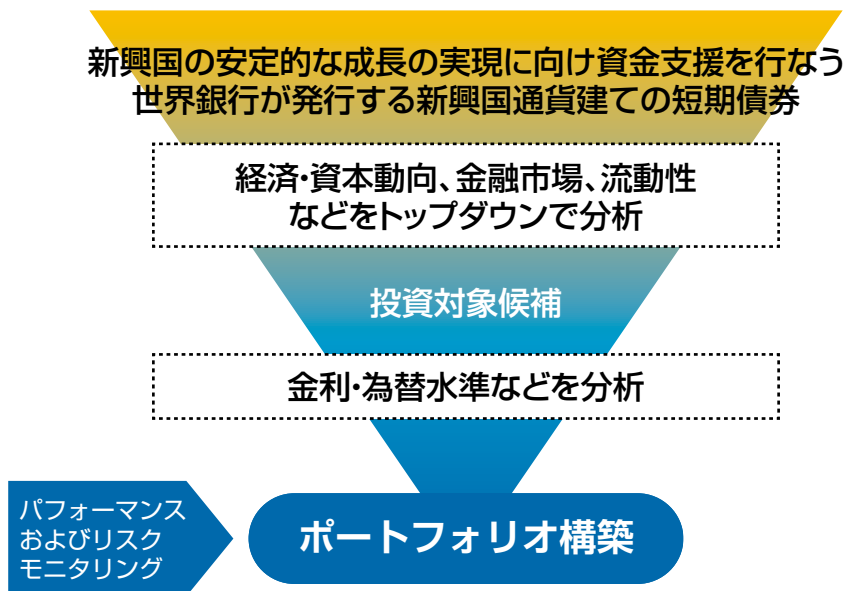 新興国の安定的な成長の実現に向け資金支援を行なう
世界銀行が発行する新興国通貨建ての短期債券
経済・資本動向、金融市場、流動性
などをトップダウンで分析
投資対象候補
金利・為替水準などを分析
パフォーマンス
およびリスク
モニタリング
ポートフォリオ構築